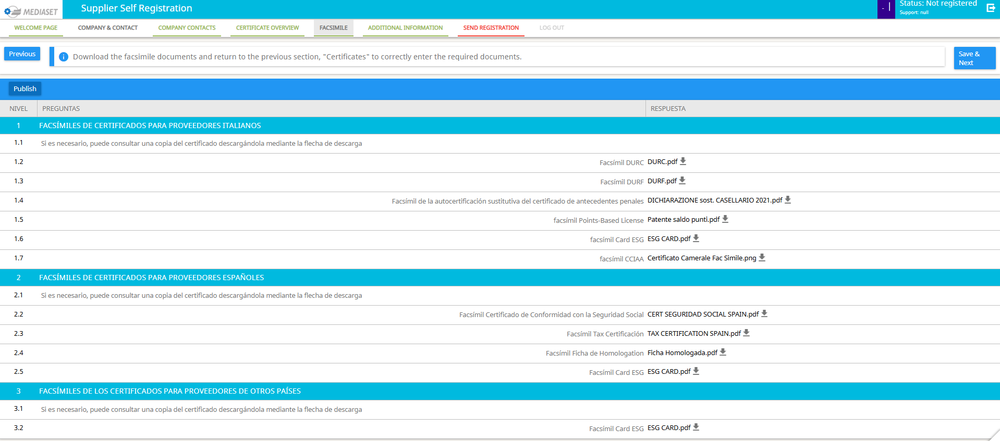 MEDIASET
Supplier Self Registration
- |
Status: Not registered
Support: null
WELCOME PAGE COMPANY & CONTACT COMPANY CONTACTS CERTIFICATE OVERVIEW FACSIMILE ADDITIONAL INFORMATION SEND REGISTRATION LOG OUT
Previous
Download the facsimile documents and return to the previous section, "Certificates" to correctly enter the required documents.
Save &
Next
Publish
NIVEL PREGUNTAS RESPUESTA
1 FACSÍMILES DE CERTIFICADOS PARA PROVEEDORES ITALIANOS
1.1 Si es necesario, puede consultar una copia del certificado descargándola mediante la flecha de descarga
1.2 Facsímil DURC DURC.pdf
1.3 Facsímil DURF DURF.pdf
1.4 Facsímil de la autocertificación sustitutiva del certificado de antecedentes penales DICHIARAZIONE sost. CASELLARIO 2021.pdf
1.5 facsímil Points-Based License Patente saldo punti.pdf
1.6 facsímil Card ESG ESG CARD.pdf
1.7 facsímil CCIAA Certificato Camerale Fac Simile.png
2 FACSÍMILES DE CERTIFICADOS PARA PROVEEDORES ESPAÑOLES
2.1 Si es necesario, puede consultar una copia del certificado descargándola mediante la flecha de descarga
2.2 Facsímil Certificado de Conformidad con la Seguridad Social CERT SEGURIDAD SOCIAL SPAIN.pdf
2.3 Facsímil Tax Certificación TAX CERTIFICATION SPAIN.pdf
2.4 Facsímil Ficha de Homologation Ficha Homologada.pdf
2.5 Facsímil Card ESG ESG CARD.pdf
3 FACSÍMILES DE LOS CERTIFICADOS PARA PROVEEDORES DE OTROS PAÍSES
3.1 Si es necesario, puede consultar una copia del certificado descargándola mediante la flecha de descarga
3.2 Facsímil Card ESG ESG CARD.pdf